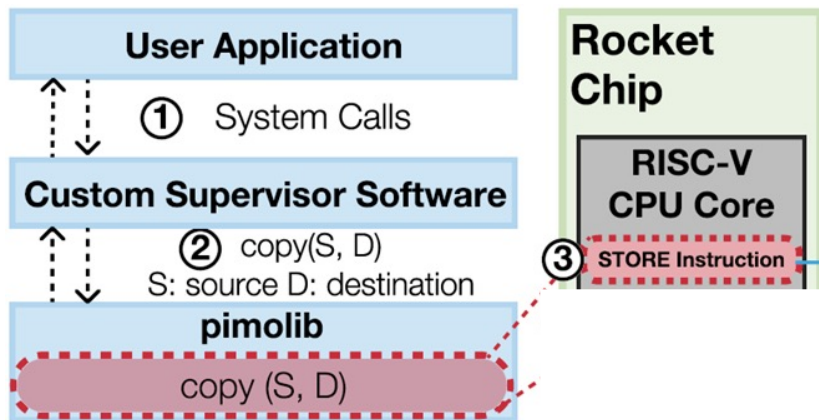 User Application
① System Calls
Custom Supervisor Software
② copy(S, D)
S: source D: destination
pimolib
copy (S, D)
Rocket
Chip
RISC-V
CPU Core
③ STORE Instruction